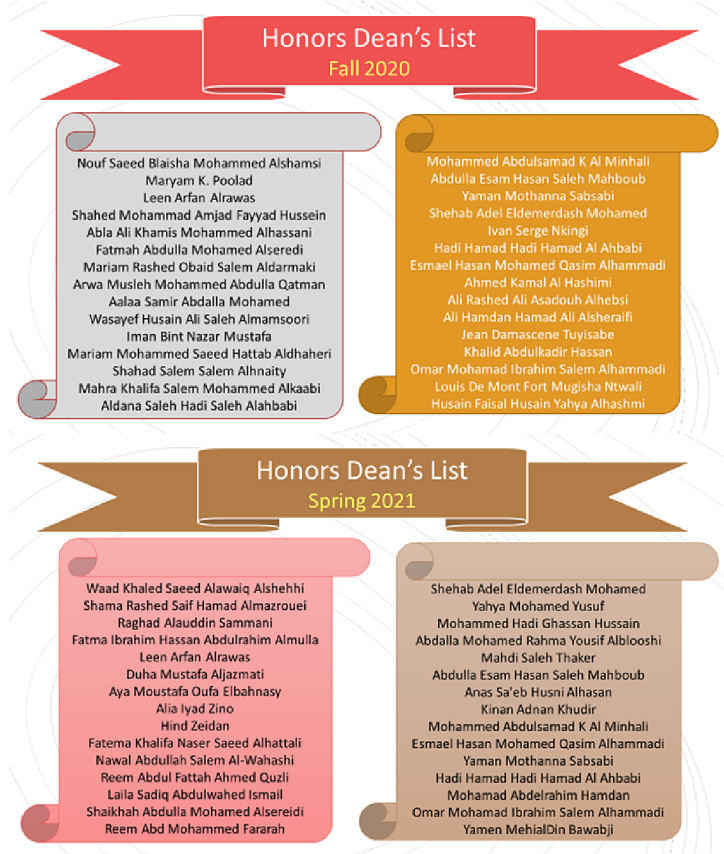 Honors Dean's List
Fall 2020
Nouf Saeed Blaisha Mohammed Alshamsi
Maryam K. Poolad
Leen Arfan Alrawas
Shahed Mohammad Amjad Fayyad Hussein
Abla Ali Khamis Mohammed Alhassani
Fatmah Abdulla Mohamed Alseredi
Mariam Rashed Obaid Salem Aldarmaki
Arwa Musleh Mohammed Abdulla Qatman
Aalaa Samir Abdalla Mohamed
Wasayef Husain Ali Saleh Almamsoori
Iman Bint Nazar Mustafa
Mariam Mohammed Saeed Hattab Aldhaheri
Shahad Salem Salem Alhnaity
Mahra Khalifa Salem Mohammed Alkaabi
Aldana Saleh Hadi Saleh Alahbabi
Mohammed Abdulsamad K Al Minhali
Abdulla Esam Hasan Saleh Mahboub
Yaman Mothanna Sabsabi
Shehab Adel Eldemerdash Mohamed
Ivan Serge Nkingi
Hadi Hamad Hadi Hamad Al Ahbabi
Esmael Hasan Mohamed Qasim Alhammadi
Ahmed Kamal Al Hashimi
Ali Rashed Ali Asadouh Alhebsi
Ali Hamdan Hamad Ali Alsheraifi
Jean Damascene Tuyisabe
Khalid Abdulkadir Hassan
Omar Mohamad Ibrahim Salem Alhammadi
Louis De Mont Fort Mugisha Ntwali
Husain Faisal Husain Yahya Alhashmi
Honors Dean's List
Spring 2021
Waad Khaled Saeed Alawaiq Alshehhi
Shama Rashed Saif Hamad Almazrouei
Raghad Alauddin Sammani
Fatma Ibrahim Hassan Abdulrahim Almulla
Leen Arfan Alrawas
Duha Mustafa Aljazmati
Aya Moustafa Oufa Elbahnasy
Alia Iyad Zino
Hind Zeidan
Fatema Khalifa Naser Saeed Alhattali
Nawal Abdullah Salem Al-Wahashi
Reem Abdul Fattah Ahmed Quzli
Laila Sadiq Abdulwahed Ismail
Shaikhah Abdulla Mohamed Alsereidi
Reem Abd Mohammed Fararah
Shehab Adel Eldemerdash Mohamed
Yahya Mohamed Yusuf
Mohammed Hadi Ghassan Hussain
Abdalla Mohamed Rahma Yousif Alblooshi
Mahdi Saleh Thaker
Abdulla Esam Hasan Saleh Mahboub
Anas Sa'eb Husni Alhasan
Kinan Adnan Khudir
Mohammed Abdulsamad K Al Minhali
Esmael Hasan Mohamed Qasim Alhammadi
Yaman Mothanna Sabsabi
Hadi Hamad Hadi Hamad Al Ahbabi
Mohamad Abdelrahim Hamdan
Omar Mohamad Ibrahim Salem Alhammadi
Yamen MehialDin Bawabji